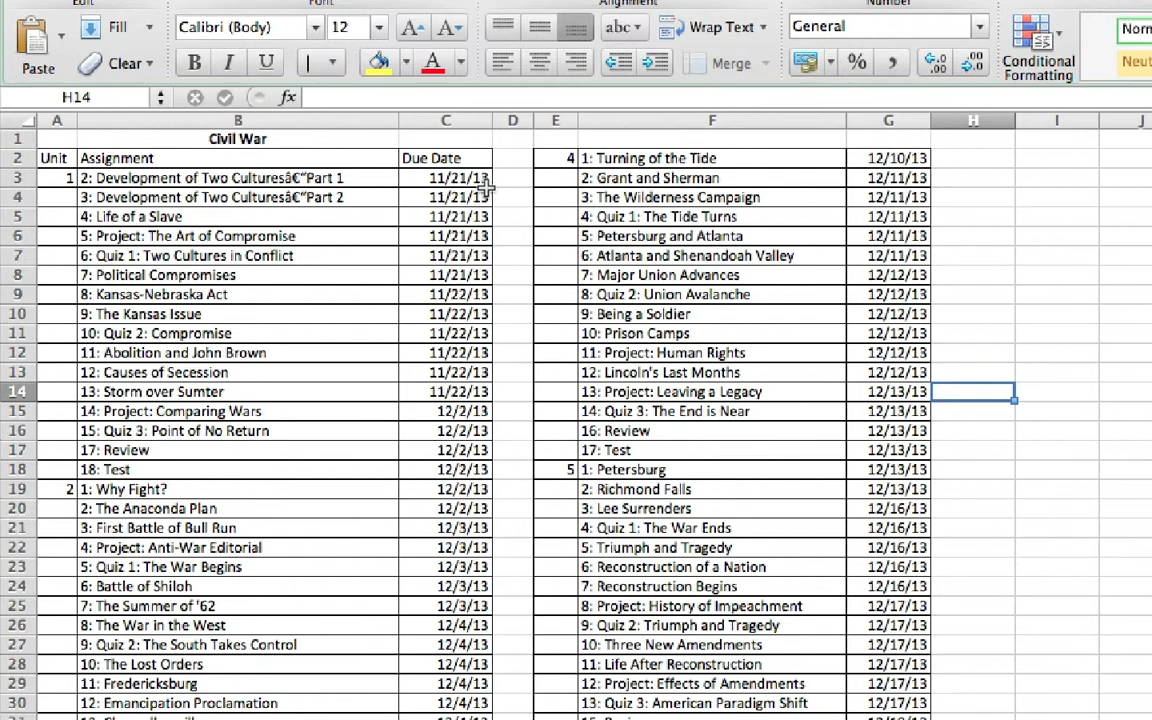 Edit Font Alignment Number
Fill Calibri (Body) 12 A A abc Wrap Text General Norm
Paste Clear B I U A Merge % , .0 .00 .00 .0 Conditional Formatting Neut
H14 fx
A B C D E F G H I J
1 Civil War
2 Unit Assignment Due Date 4 1: Turning of the Tide 12/10/13
3 1 2: Development of Two Culturesâ€“Part 1 11/21/13 2: Grant and Sherman 12/11/13
4 3: Development of Two Culturesâ€“Part 2 11/21/13 3: The Wilderness Campaign 12/11/13
5 4: Life of a Slave 11/21/13 4: Quiz 1: The Tide Turns 12/11/13
6 5: Project: The Art of Compromise 11/21/13 5: Petersburg and Atlanta 12/11/13
7 6: Quiz 1: Two Cultures in Conflict 11/21/13 6: Atlanta and Shenandoah Valley 12/11/13
8 7: Political Compromises 11/21/13 7: Major Union Advances 12/12/13
9 8: Kansas-Nebraska Act 11/22/13 8: Quiz 2: Union Avalanche 12/12/13
10 9: The Kansas Issue 11/22/13 9: Being a Soldier 12/12/13
11 10: Quiz 2: Compromise 11/22/13 10: Prison Camps 12/12/13
12 11: Abolition and John Brown 11/22/13 11: Project: Human Rights 12/12/13
13 12: Causes of Secession 11/22/13 12: Lincoln's Last Months 12/12/13
14 13: Storm over Sumter 11/22/13 13: Project: Leaving a Legacy 12/13/13
15 14: Project: Comparing Wars 12/2/13 14: Quiz 3: The End is Near 12/13/13
16 15: Quiz 3: Point of No Return 12/2/13 16: Review 12/13/13
17 17: Review 12/2/13 17: Test 12/13/13
18 18: Test 12/2/13 5 1: Petersburg 12/13/13
19 2 1: Why Fight? 12/2/13 2: Richmond Falls 12/13/13
20 2: The Anaconda Plan 12/2/13 3: Lee Surrenders 12/16/13
21 3: First Battle of Bull Run 12/3/13 4: Quiz 1: The War Ends 12/16/13
22 4: Project: Anti-War Editorial 12/3/13 5: Triumph and Tragedy 12/16/13
23 5: Quiz 1: The War Begins 12/3/13 6: Reconstruction of a Nation 12/16/13
24 6: Battle of Shiloh 12/3/13 7: Reconstruction Begins 12/16/13
25 7: The Summer of '62 12/3/13 8: Project: History of Impeachment 12/17/13
26 8: The War in the West 12/4/13 9: Quiz 2: Triumph and Tragedy 12/17/13
27 9: Quiz 2: The South Takes Control 12/4/13 10: Three New Amendments 12/17/13
28 10: The Lost Orders 12/4/13 11: Life After Reconstruction 12/17/13
29 11: Fredericksburg 12/4/13 12: Project: Effects of Amendments 12/17/13
30 12: Emancipation Proclamation 12/4/13 13: Quiz 3: American Paradigm Shift 12/17/13